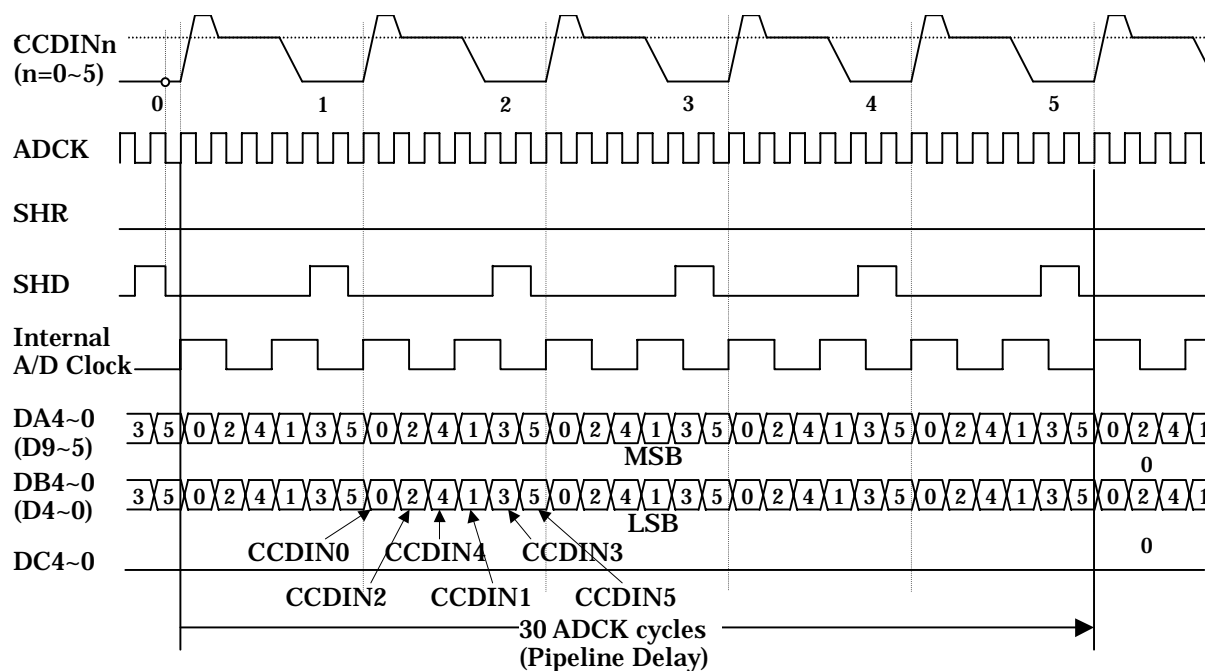 CCDINn
(n=0~5)
0 1 2 3 4 5
ADCK
SHR
SHD
Internal
A/D Clock
DA4~0
(D9~5)
3 5 0 2 4 1 3 5 0 2 4 1 3 5 0 2 4 1 3 5 0 2 4 1 3 5 0 2 4 1 3 5 0 2 4 1
MSB
0
DB4~0
(D4~0)
3 5 0 2 4 1 3 5 0 2 4 1 3 5 0 2 4 1 3 5 0 2 4 1 3 5 0 2 4 1 3 5 0 2 4 1
LSB
0
CCDIN0 CCDIN4 CCDIN3
DC4~0
CCDIN2 CCDIN1 CCDIN5
30 ADCK cycles
(Pipeline Delay)